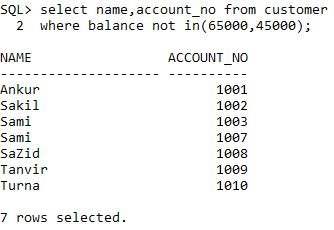 SQL> select name,account_no from customer
2 where balance not in(65000,45000);
NAME ACCOUNT_NO
-------------------- ----------
Ankur 1001
Sakil 1002
Sami 1003
Sami 1007
SaZid 1008
Tanvir 1009
Turna 1010
7 rows selected.